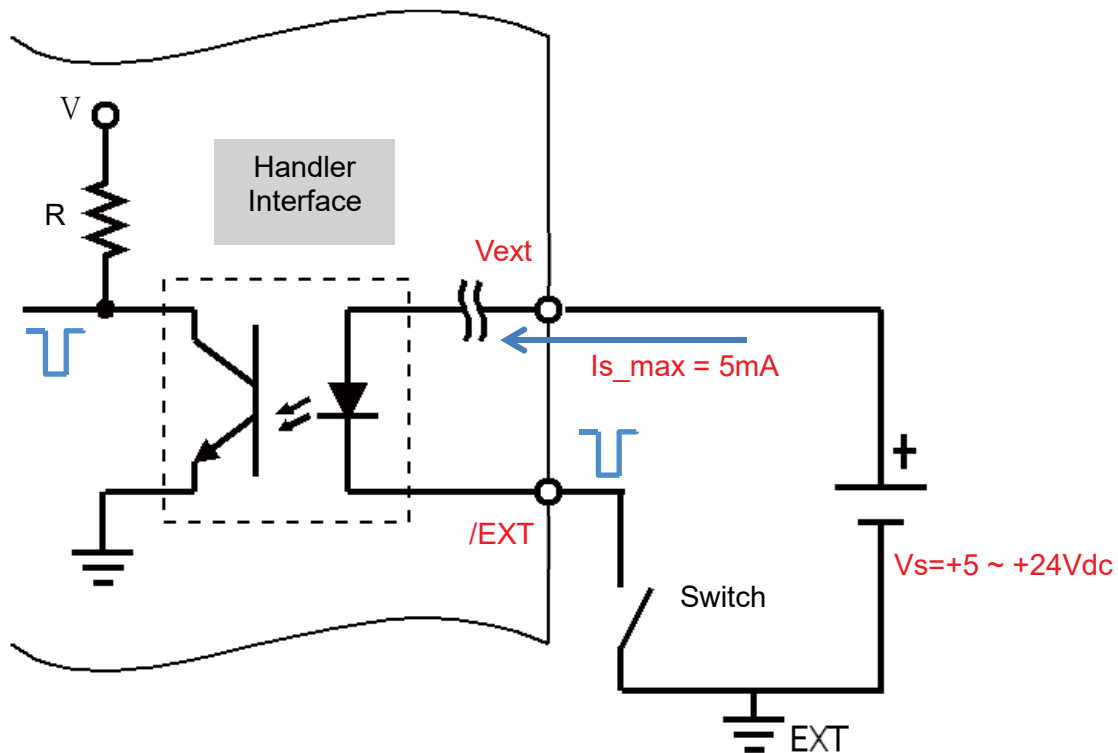 V
Handler
Interface
R
Vext
Is_max = 5mA
+
/EXT
Vs=+5 ~ +24Vdc
Switch
EXT